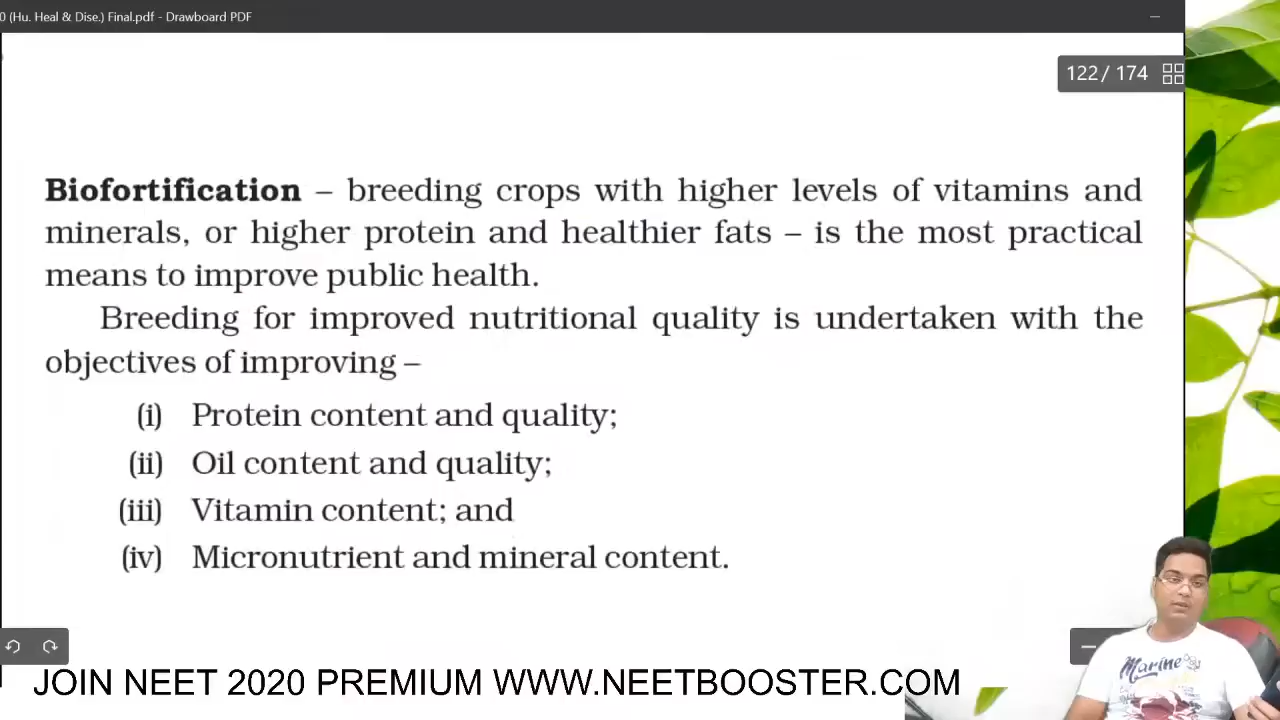 0 (Hu. Heal & Dise.) Final.pdf - Drawboard PDF
122 / 174
Biofortification – breeding crops with higher levels of vitamins and
minerals, or higher protein and healthier fats – is the most practical
means to improve public health.
Breeding for improved nutritional quality is undertaken with the
objectives of improving –
(i) Protein content and quality;
(ii) Oil content and quality;
(iii) Vitamin content; and
(iv) Micronutrient and mineral content.
JOIN NEET 2020 PREMIUM WWW.NEETBOOSTER.COM
Marine